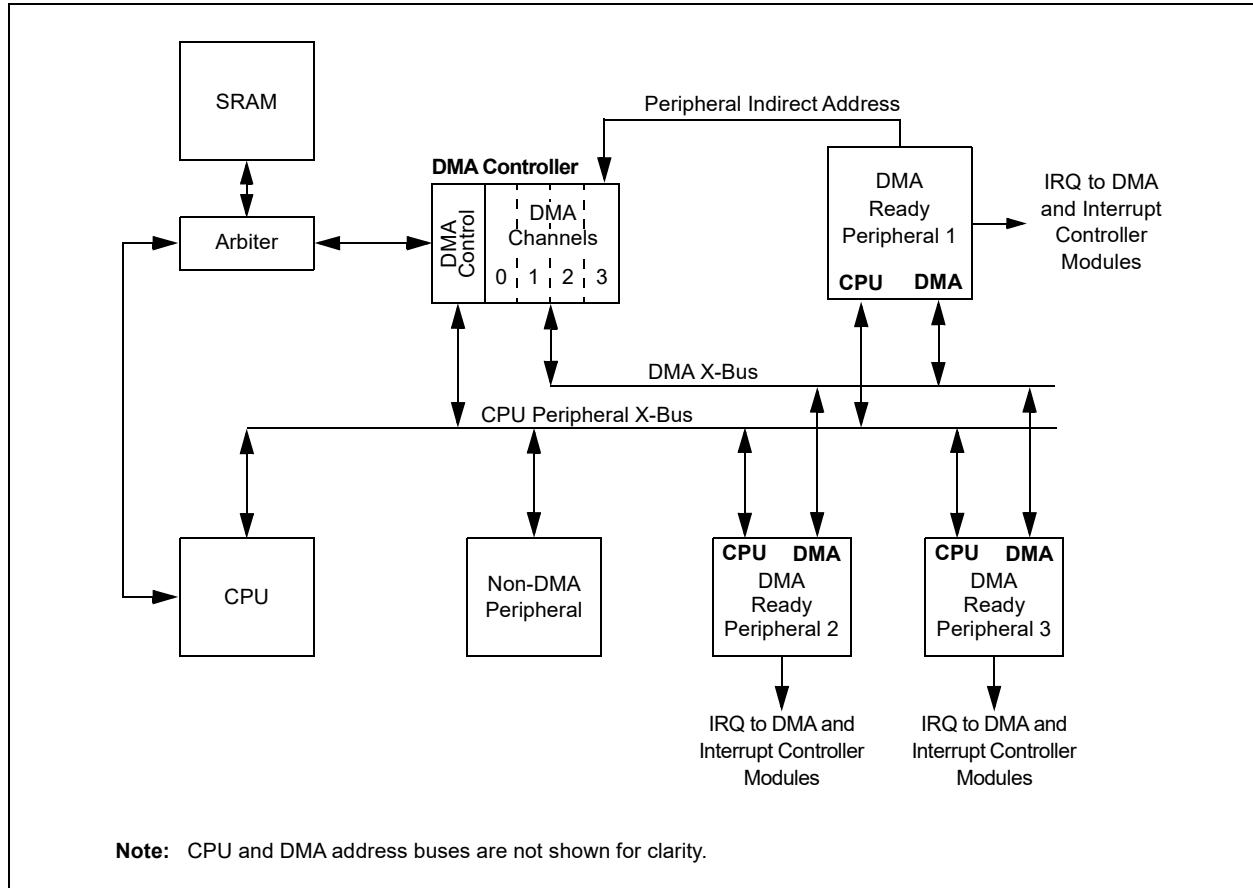 SRAM
Peripheral Indirect Address
DMA Controller
DMA
Control
DMA
Channels
0 1 2 3
Arbiter
DMA
Ready
Peripheral 1
CPU DMA
IRQ to DMA
and Interrupt
Controller
Modules
DMA X-Bus
CPU Peripheral X-Bus
CPU
Non-DMA
Peripheral
CPU DMA
DMA
Ready
Peripheral 2
CPU DMA
DMA
Ready
Peripheral 3
IRQ to DMA and
Interrupt Controller
Modules
IRQ to DMA and
Interrupt Controller
Modules
Note: CPU and DMA address buses are not shown for clarity.